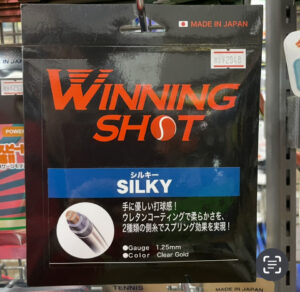 MADE IN JAPAN
WINNING
SHOT
シルキー
SILKY
手に優しい打球感!
ウレタンコーティングで柔らかさを、
2種類の側糸でスプリング効果を実現!
●Gauge 1.25mm
●Color Clear Gold
POWER
TENNIS